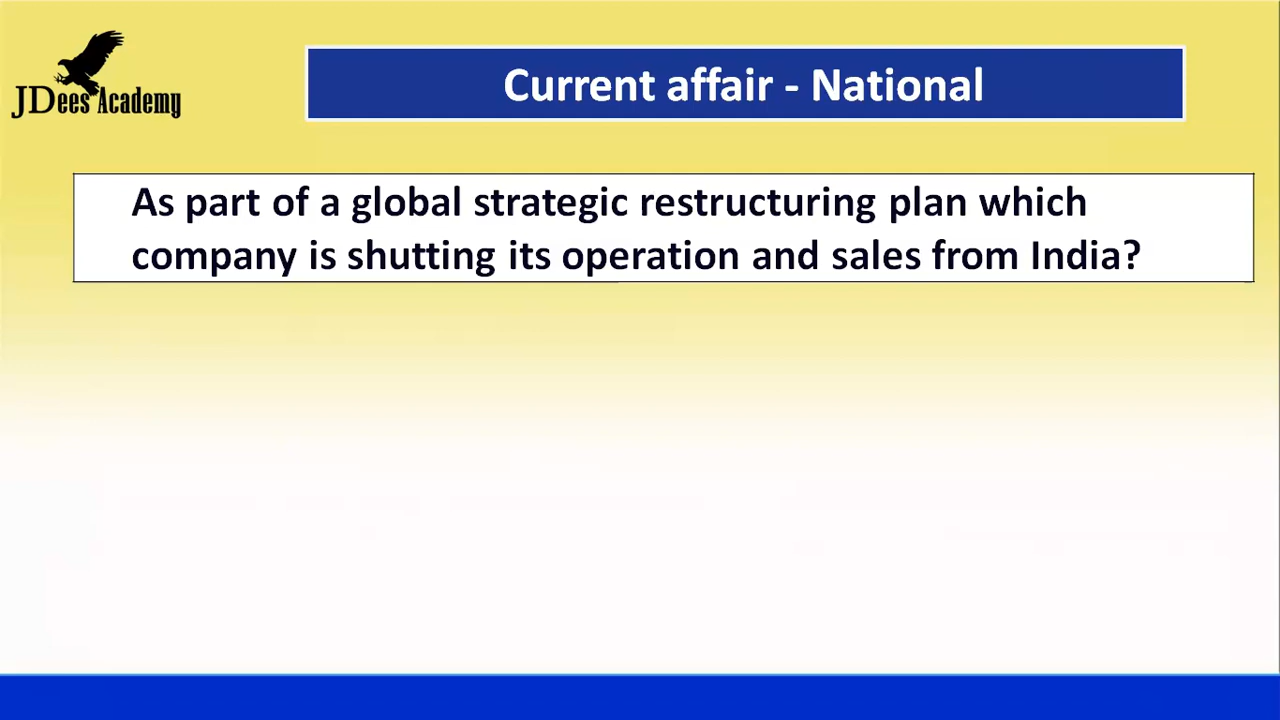 JDees Academy
Current affair - National
As part of a global strategic restructuring plan which
company is shutting its operation and sales from India?